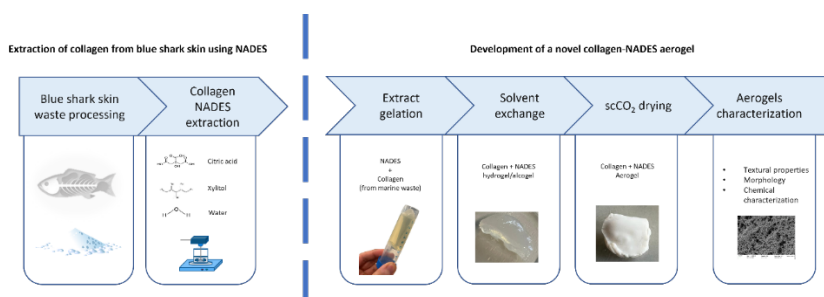 Extraction of collagen from blue shark skin using NADES
Development of a novel collagen-NADES aerogel
Blue shark skin
waste processing
Collagen
NADES
extraction
Extract
gelation
Solvent
exchange
scCO₂ drying
Aerogels
characterization
Citric acid
Xylitol
Water
H
H
NADES
+
Collagen
(from marine waste)
Collagen + NADES
hydrogel/alcogel
Collagen + NADES
Aerogel
• Textural properties
• Morphology
• Chemical
characterization